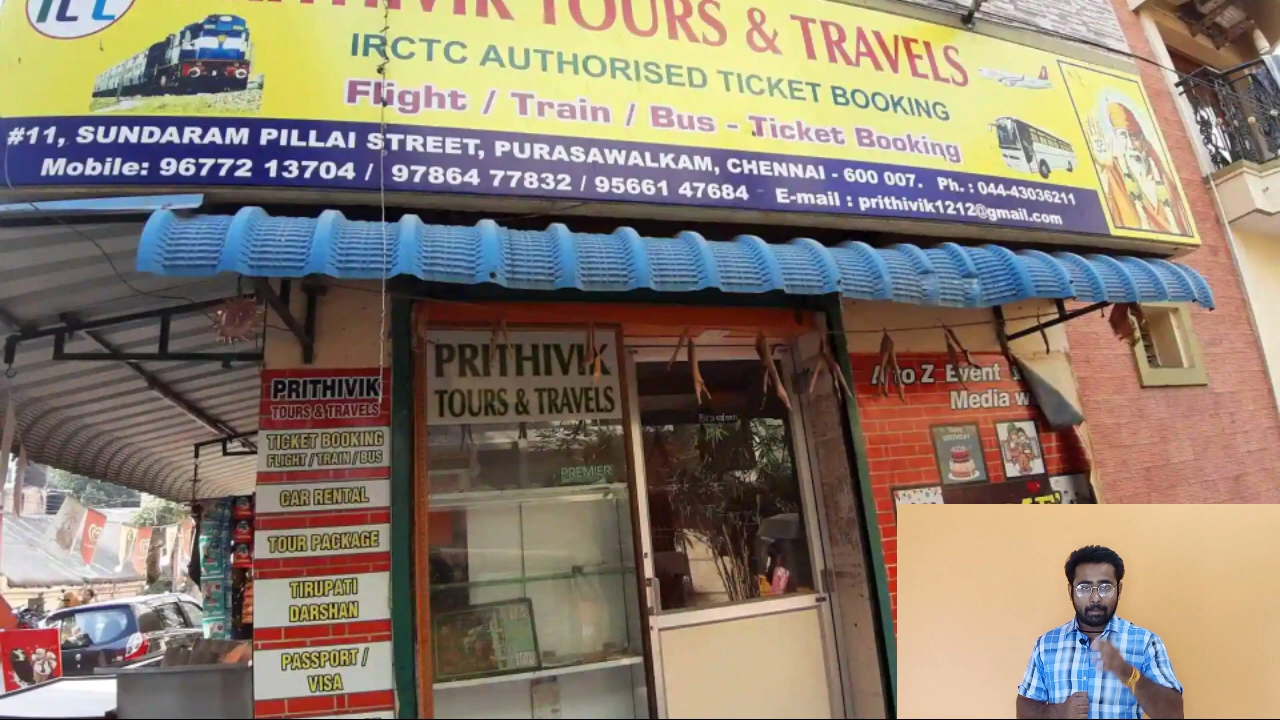 PRITHIVIK TOURS & TRAVELS
IRCTC AUTHORISED TICKET BOOKING
Flight / Train / Bus - Ticket Booking
#11, SUNDARAM PILLAI STREET, PURASAWALKAM, CHENNAI - 600 007. Ph. : 044-43036211
Mobile: 96772 13704 / 97864 77832 / 95661 47684 E-mail : prithivik1212@gmail.com
PRITHIVIK
TOURS & TRAVELS
TICKET BOOKING
FLIGHT / TRAIN / BUS
CAR RENTAL
TOUR PACKAGE
TIRUPATI
DARSHAN
PASSPORT /
VISA
PRITHIVIK
TOURS & TRAVELS
PREMIER
A to Z Event
Media w